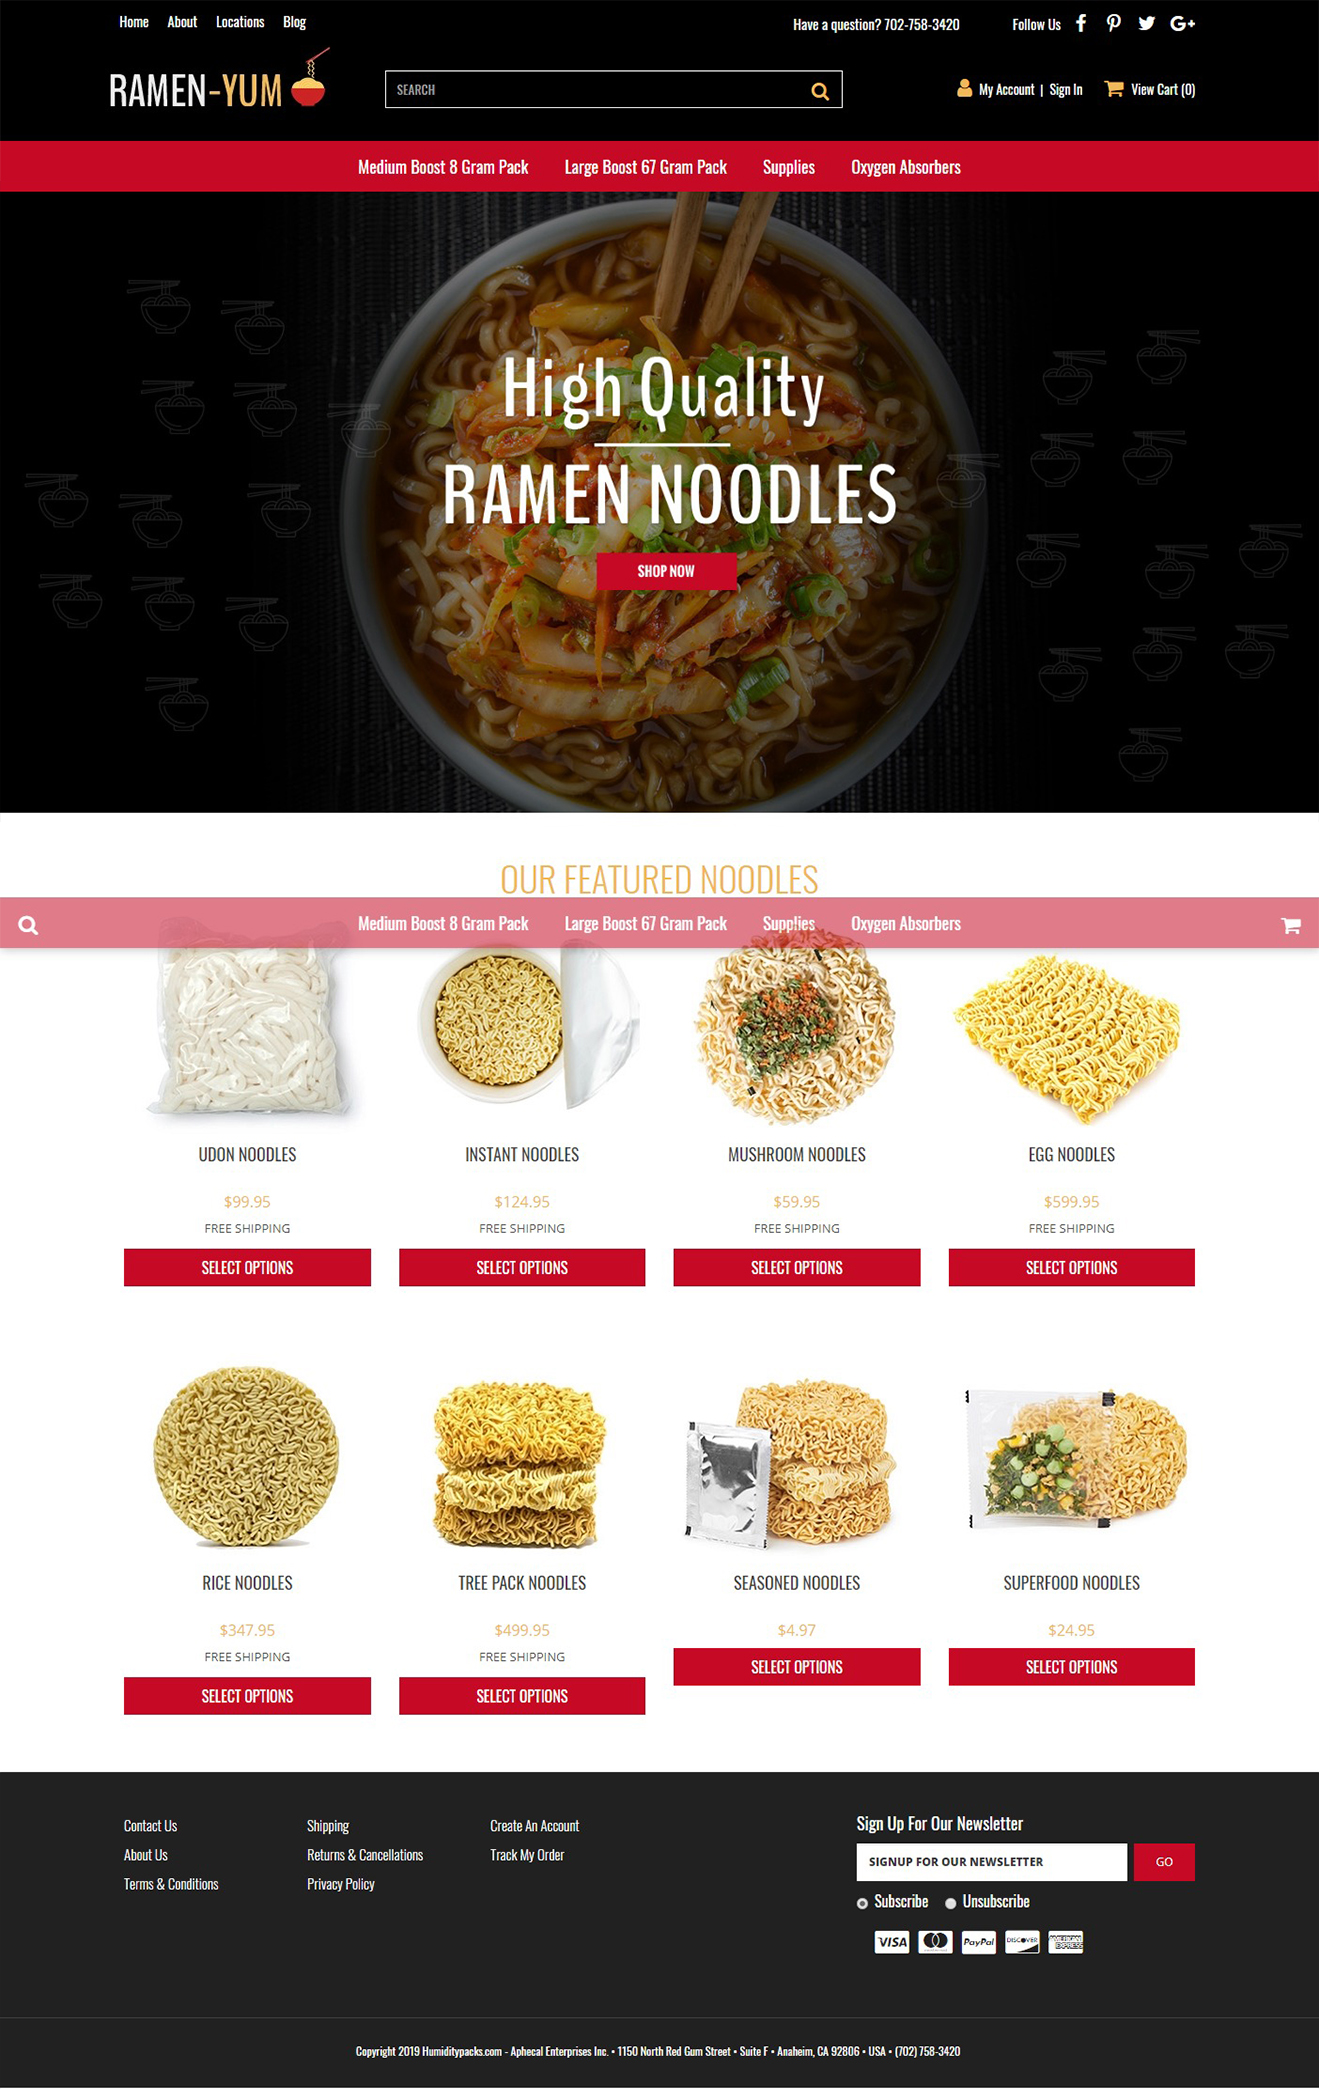 Home About Locations Blog
Have a question? 702-758-3420 Follow Us
RAMEN-YUM
SEARCH
My Account | Sign In View Cart (0)
Medium Boost 8 Gram Pack Large Boost 67 Gram Pack Supplies Oxygen Absorbers
High Quality
RAMEN NOODLES
SHOP NOW
OUR FEATURED NOODLES
Medium Boost 8 Gram Pack Large Boost 67 Gram Pack Supplies Oxygen Absorbers
UDON NOODLES INSTANT NOODLES MUSHROOM NOODLES EGG NOODLES
$99.95 $124.95 $59.95 $599.95
FREE SHIPPING FREE SHIPPING FREE SHIPPING FREE SHIPPING
SELECT OPTIONS SELECT OPTIONS SELECT OPTIONS SELECT OPTIONS
RICE NOODLES TREE PACK NOODLES SEASONED NOODLES SUPERFOOD NOODLES
$347.95 $499.95 $4.97 $24.95
FREE SHIPPING FREE SHIPPING
SELECT OPTIONS SELECT OPTIONS SELECT OPTIONS SELECT OPTIONS
Contact Us
About Us
Terms & Conditions
Shipping
Returns & Cancellations
Privacy Policy
Create An Account
Track My Order
Sign Up For Our Newsletter
SIGNUP FOR OUR NEWSLETTER GO
Subscribe Unsubscribe
VISA PayPal DISCOVER AMERICAN EXPRESS
Copyright 2019 Humiditypacks.com - Aphecal Enterprises Inc. • 1150 North Red Gum Street • Suite F • Anaheim, CA 92806 • USA • (702) 758-3420